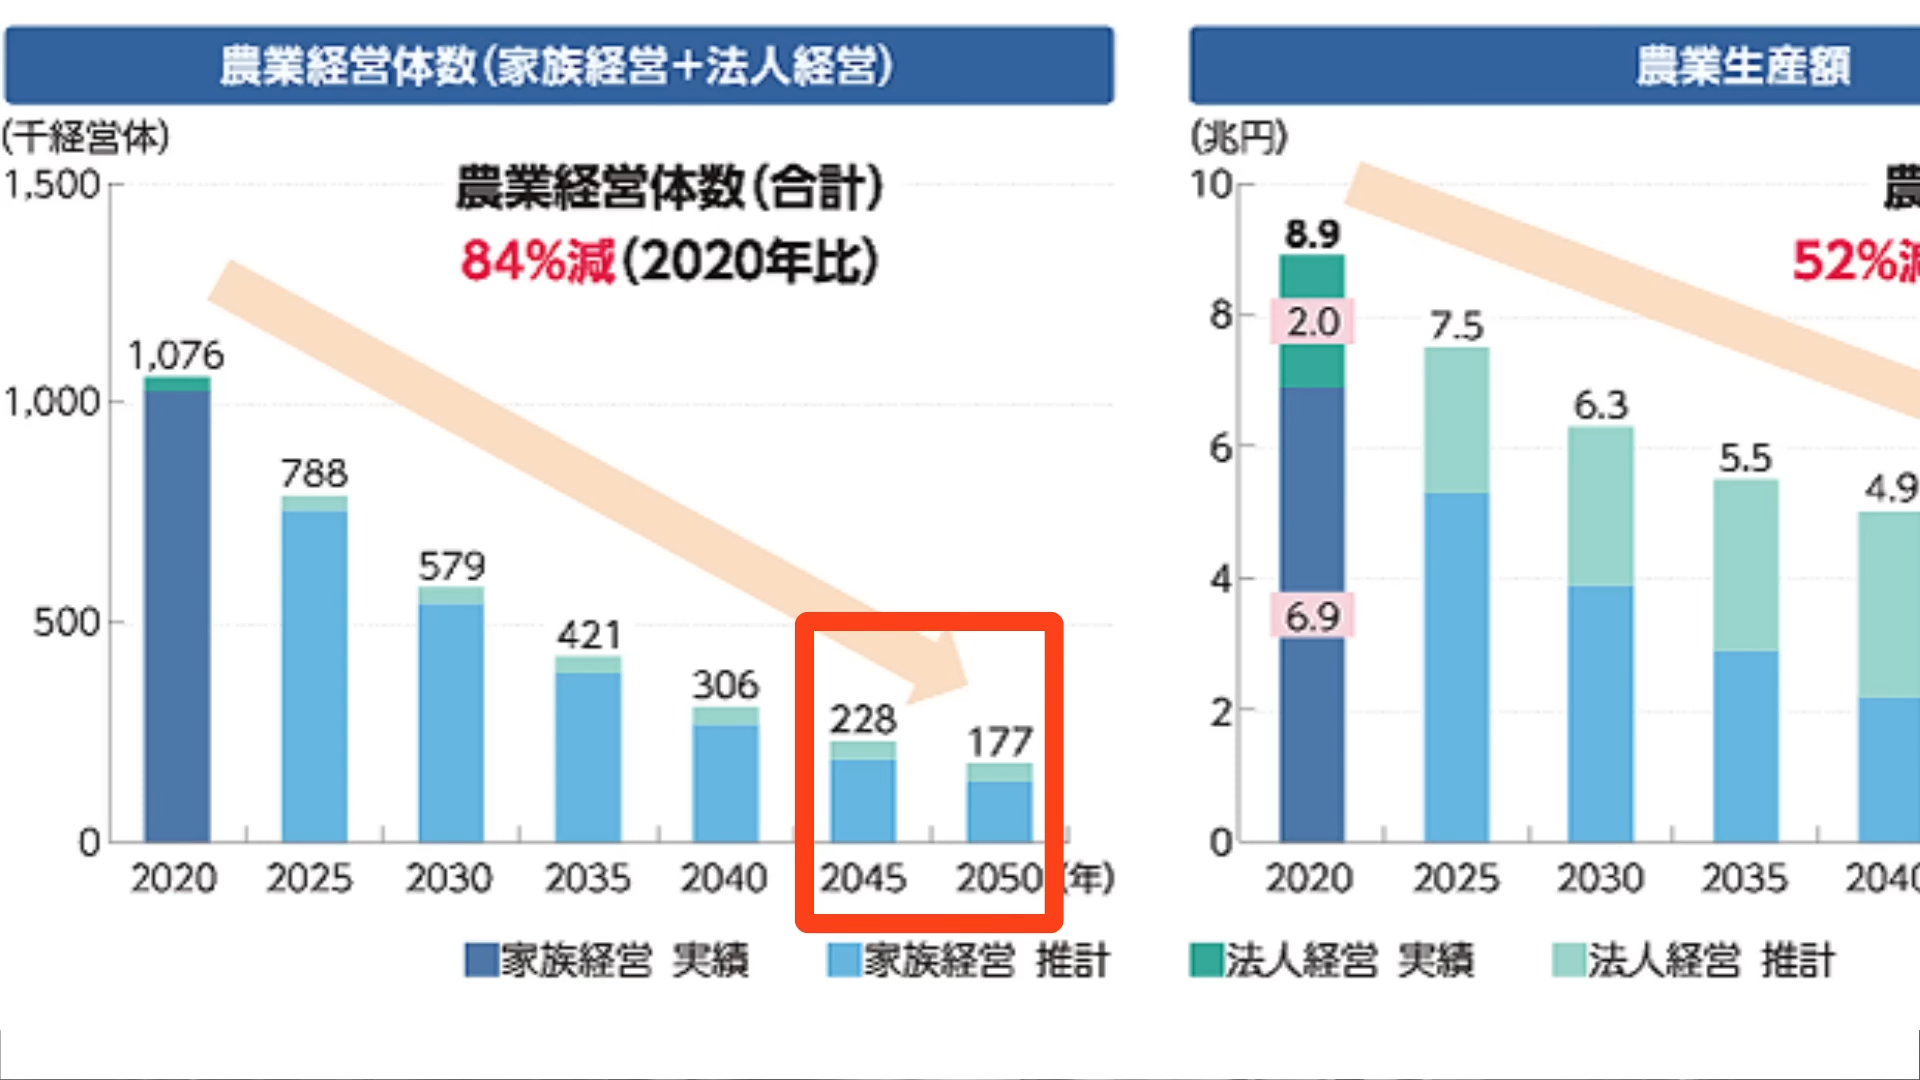 農業経営体数(家族経営+法人経営)
(千経営体)
農業経営体数(合計)
84%減(2020年比)
1,500
1,000
500
0
1,076
788
579
421
306
228
177
2020 2025 2030 2035 2040 2045 2050(年)
農業生産額
(兆円)
農
52%減
10
8
6
4
2
0
8.9
2.0
6.9
7.5
6.3
5.5
4.9
2020 2025 2030 2035 2040
家族経営 実績 家族経営 推計 法人経営 実績 法人経営 推計